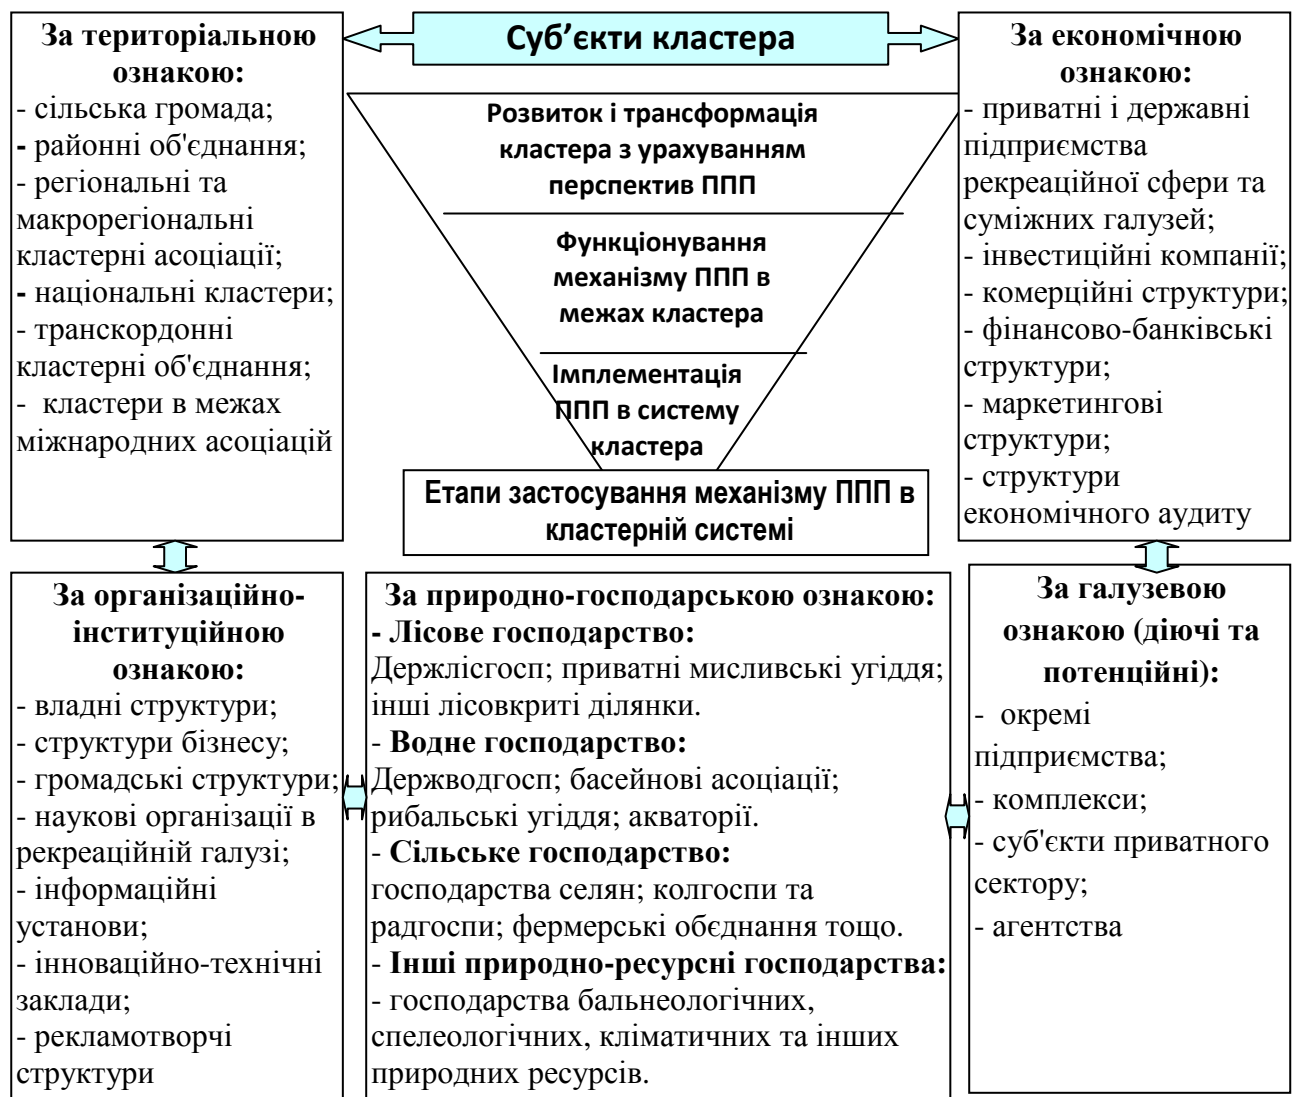 За територіальною
ознакою:
- сільська громада;
- районні об'єднання;
- регіональні та
макрорегіональні
кластерні асоціації;
- національні кластери;
- транскордонні
кластерні об'єднання;
- кластери в межах
міжнародних асоціацій
Суб’єкти кластера
Розвиток і трансформація
кластера з урахуванням
перспектив ППП
Функціонування
механізму ППП в
межах кластера
Імплементація
ППП в систему
кластера
Етапи застосування механізму ППП в
кластерній системі
За економічною
ознакою:
- приватні і державні
підприємства
рекреаційної сфери та
суміжних галузей;
- інвестиційні компанії;
- комерційні структури;
- фінансово-банківські
структури;
- маркетингові
структури;
- структури
економічного аудиту
За організаційно-
інституційною
ознакою:
- владні структури;
- структури бізнесу;
- громадські структури;
- наукові організації в
рекреаційній галузі;
- інформаційні
установи;
- інноваційно-технічні
заклади;
- рекламотворчі
структури
За природно-господарською ознакою:
- Лісове господарство:
Держлісгосп; приватні мисливські угіддя;
інші лісовкриті ділянки.
- Водне господарство:
Держводгосп; басейнові асоціації;
рибальські угіддя; акваторії.
- Сільське господарство:
господарства селян; колгоспи та
радгоспи; фермерські обєднання тощо.
- Інші природно-ресурсні господарства:
- господарства бальнеологічних,
спелеологічних, кліматичних та інших
природних ресурсів.
За галузевою
ознакою (діючі та
потенційні):
- окремі
підприємства;
- комплекси;
- суб'єкти приватного
сектору;
- агентства